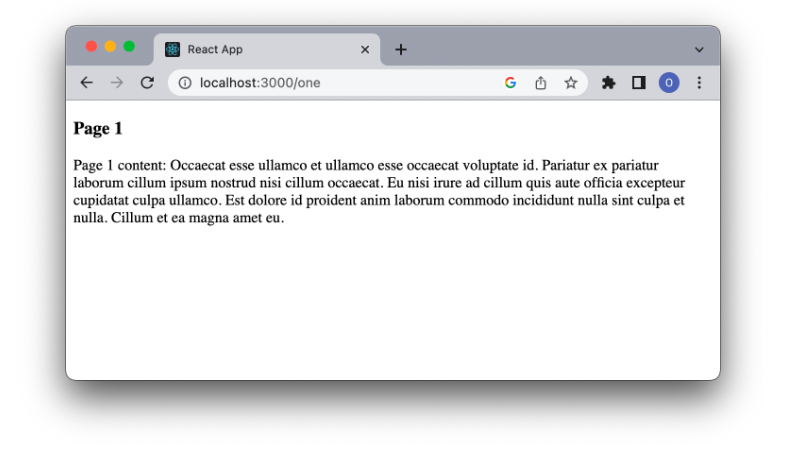 React App
localhost:3000/one
O
Page 1
Page 1 content: Occaecat esse ullamco et ullamco esse occaecat voluptate id. Pariatur ex pariatur
laborum cillum ipsum nostrud nisi cillum occaecat. Eu nisi irure ad cillum quis aute officia excepteur
cupidatat culpa ullamco. Est dolore id proident anim laborum commodo incididunt nulla sint culpa et
nulla. Cillum et ea magna amet eu.